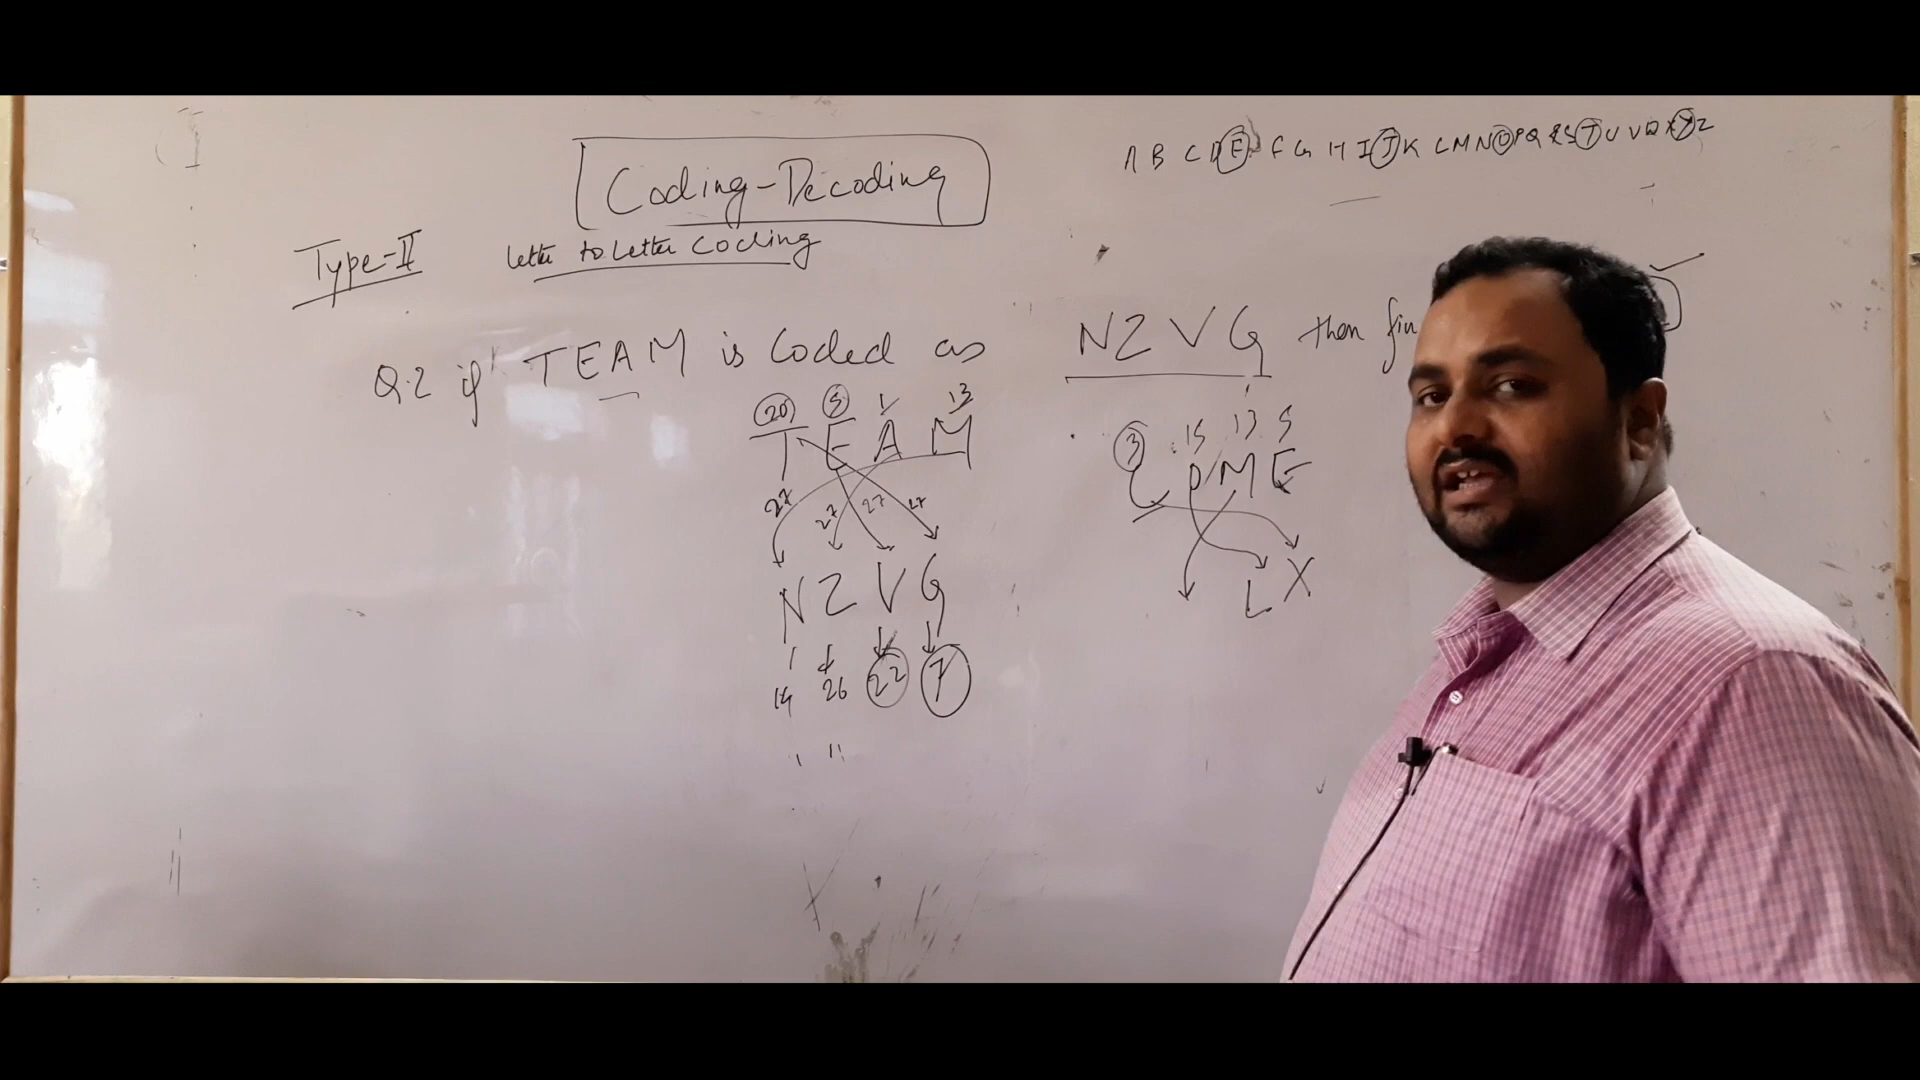 A B C D E F G H I J K L M N O P Q R S T U V W X Y Z
Coding-Decoding
Type-II letter to letter coding
Q.2 if TEAM is Coded as NZVG then fin
20 5 1 13
T E A M
27 27 27 27
N Z V G
14 26 22 7
3 15 13 5
M E
L X